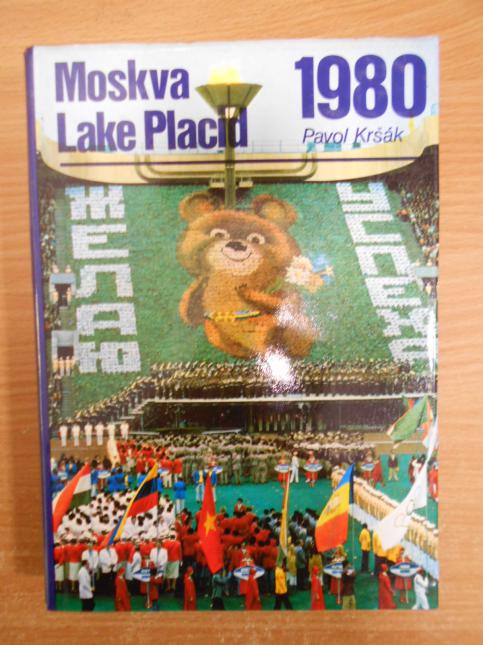 Moskva
Lake Placid
1980
Pavol Kršák
ЖЕЛАЮ
УСПЕХА